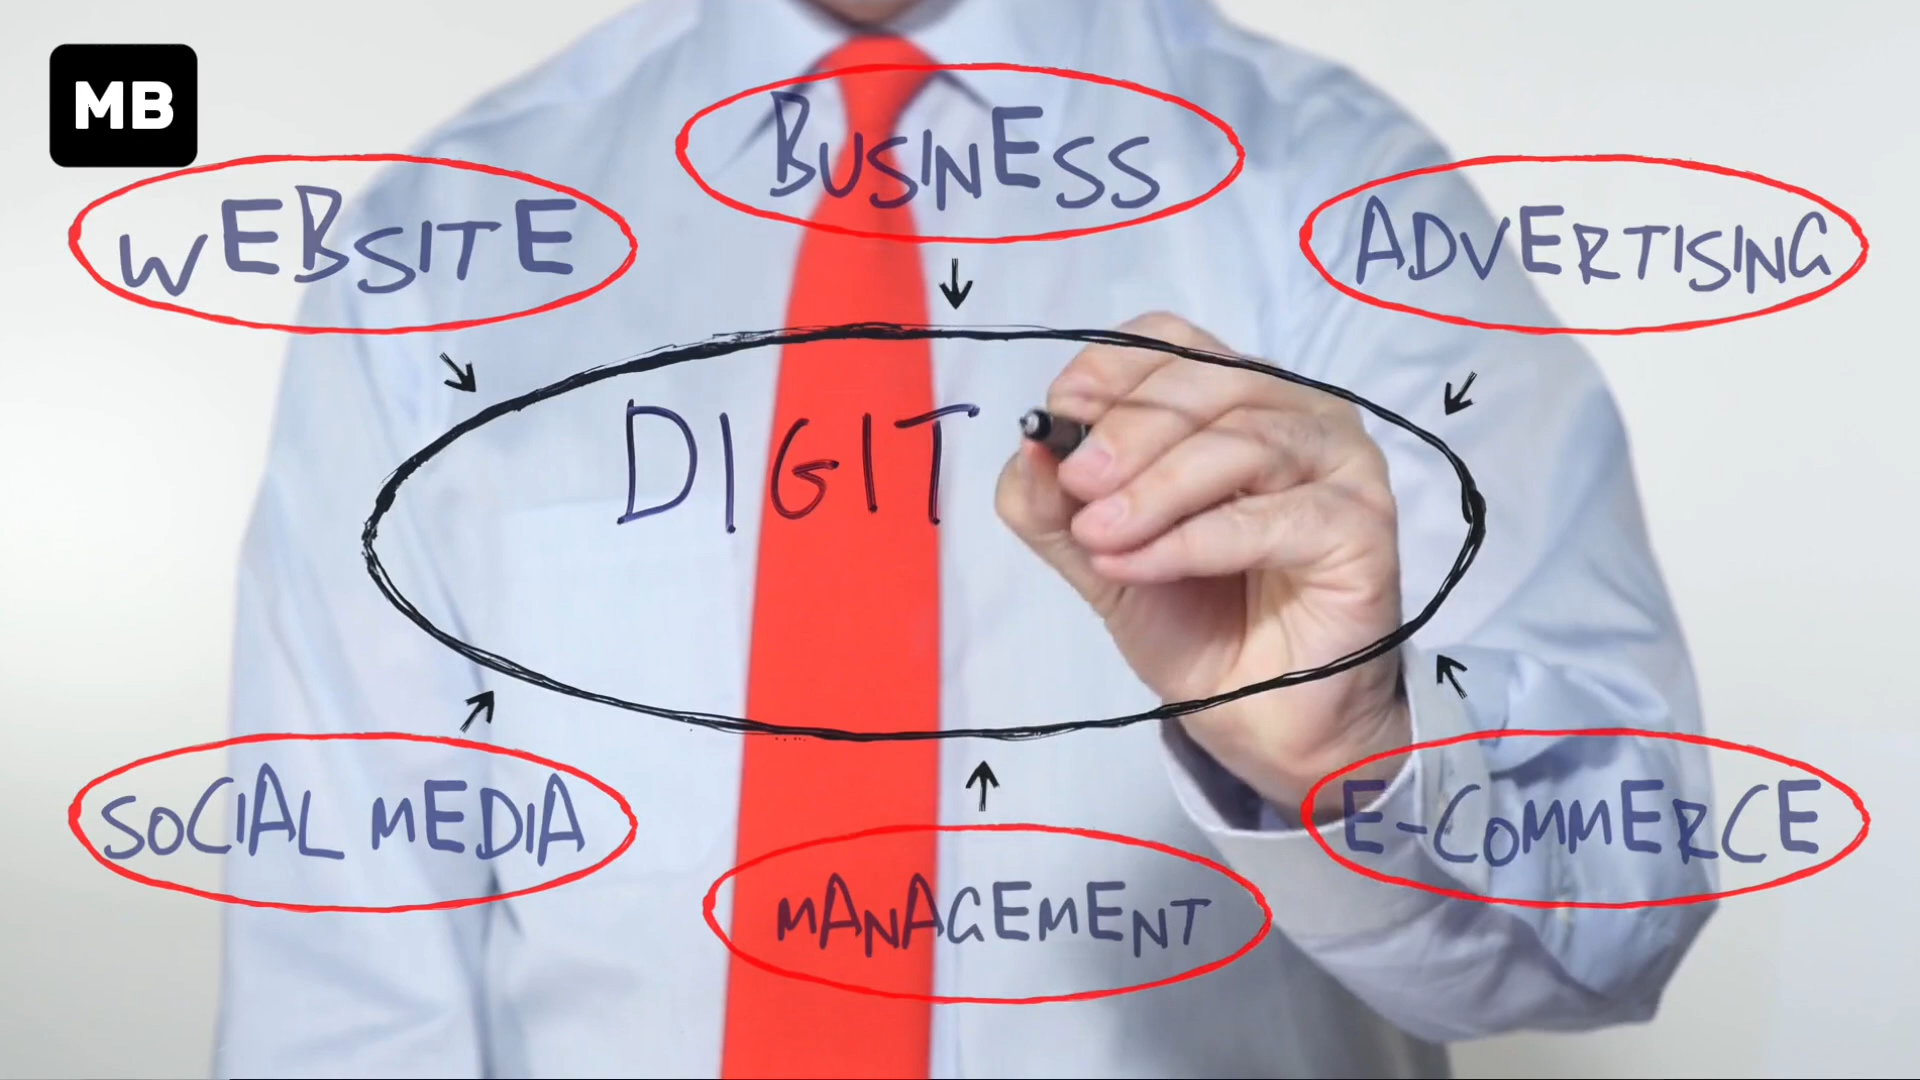 MB
BUSINESS
WEBSITE
ADVERTISING
DIGIT
SOCIAL MEDIA
E-COMMERCE
MANAGEMENT